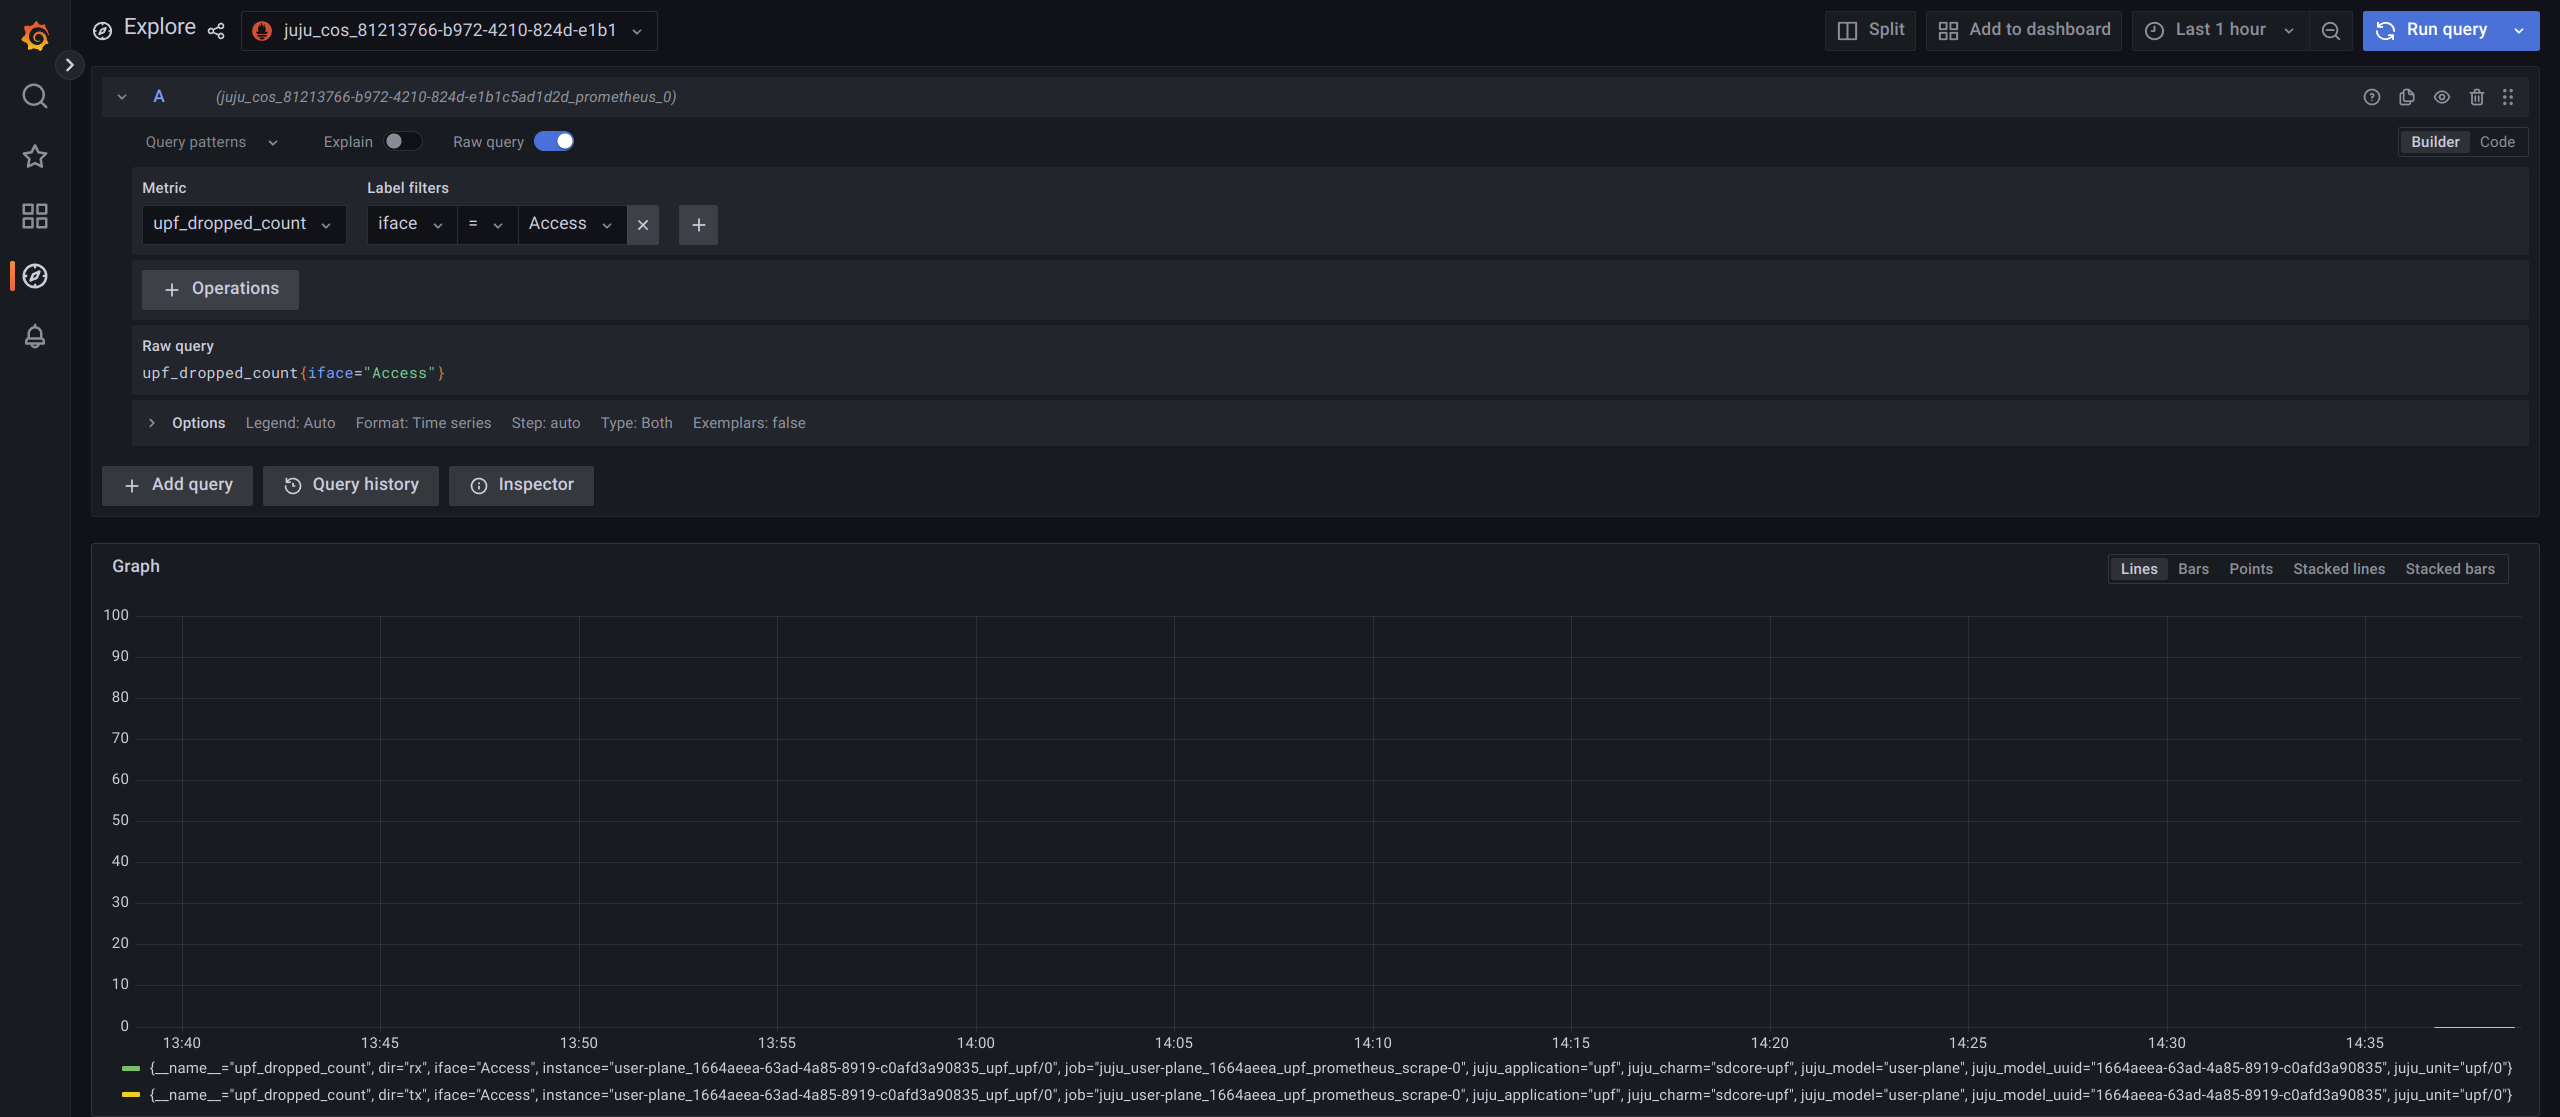 Explore juju_cos_81213766-b972-4210-824d-e1b1 Split Add to dashboard Last 1 hour Run query
A (juju_cos_81213766-b972-4210-824d-e1b1c5ad1d2d_prometheus_0)
Query patterns Explain Raw query Builder Code
Metric Label filters
upf_dropped_count iface = Access
Operations
Raw query
upf_dropped_count{iface="Access"}
Options Legend: Auto Format: Time series Step: auto Type: Both Exemplars: false
Add query Query history Inspector
Graph Lines Bars Points Stacked lines Stacked bars
100
90
80
70
60
50
40
30
20
10
0
13:40 13:45 13:50 13:55 14:00 14:05 14:10 14:15 14:20 14:25 14:30 14:35
{__name__="upf_dropped_count", dir="rx", iface="Access", instance="user-plane_1664aeea-63ad-4a85-8919-c0afd3a90835_upf_upf/0", job="juju_user-plane_1664aeea_upf_prometheus_scrape-0", juju_application="upf", juju_charm="sdcore-upf", juju_model="user-plane", juju_model_uuid="1664aeea-63ad-4a85-8919-c0afd3a90835", juju_unit="upf/0"}
{__name__="upf_dropped_count", dir="tx", iface="Access", instance="user-plane_1664aeea-63ad-4a85-8919-c0afd3a90835_upf_upf/0", job="juju_user-plane_1664aeea_upf_prometheus_scrape-0", juju_application="upf", juju_charm="sdcore-upf", juju_model="user-plane", juju_model_uuid="1664aeea-63ad-4a85-8919-c0afd3a90835", juju_unit="upf/0"}